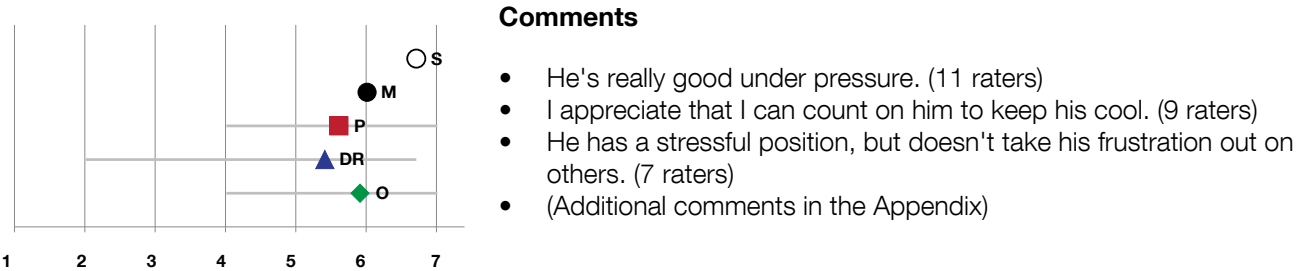 Comments
S
M
P
DR
O
1 2 3 4 5 6 7
• He's really good under pressure. (11 raters)
• I appreciate that I can count on him to keep his cool. (9 raters)
• He has a stressful position, but doesn't take his frustration out on
others. (7 raters)
• (Additional comments in the Appendix)